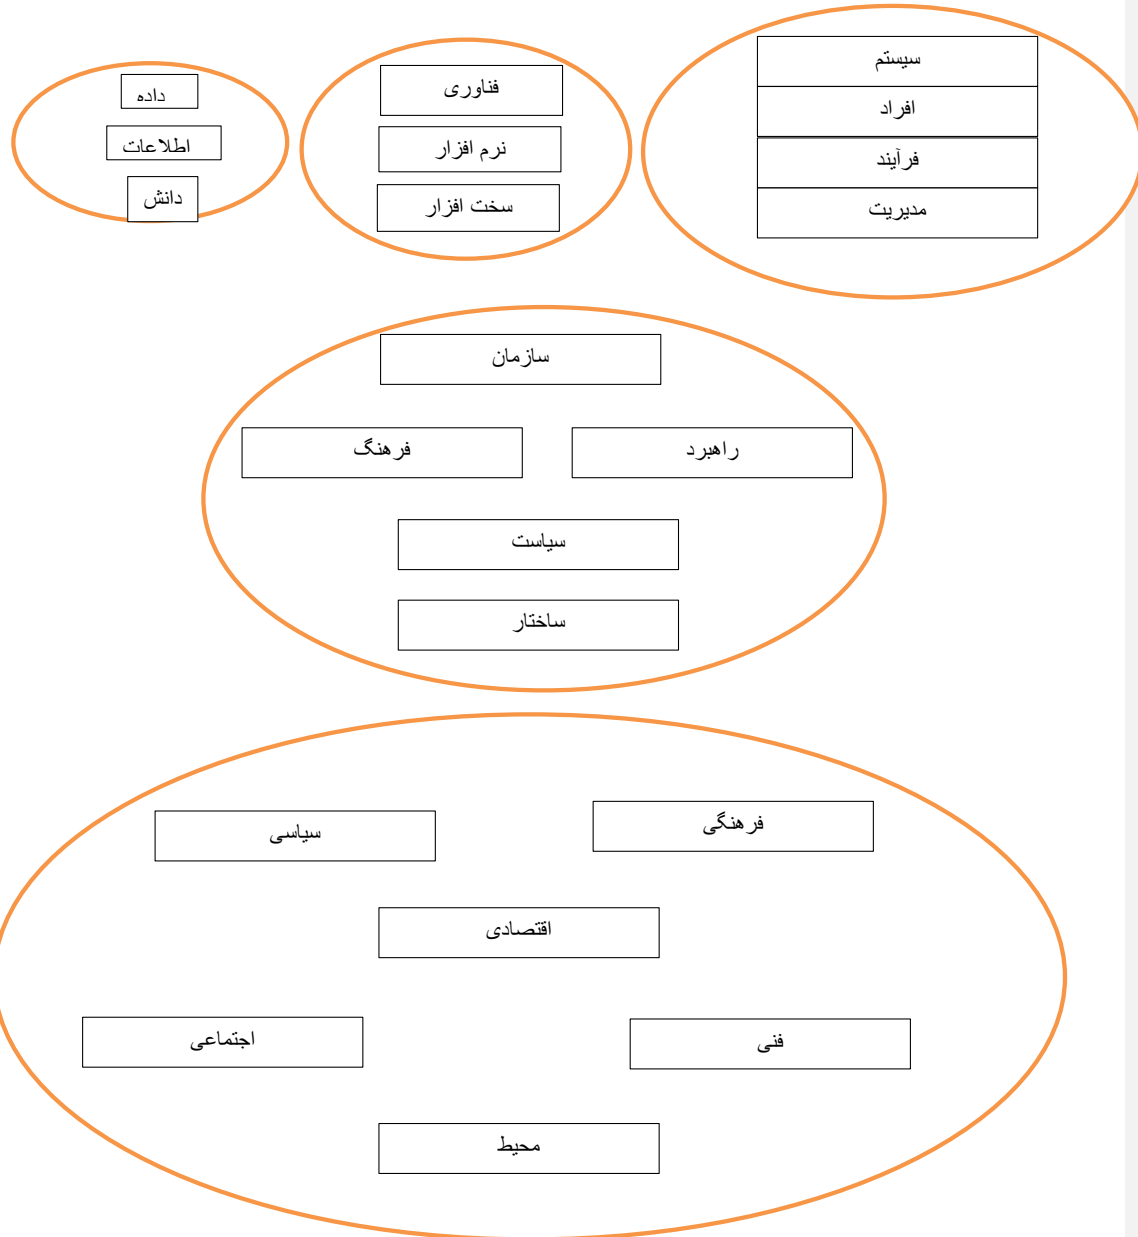 سیستم
افراد
فرآیند
مدیریت
فناوری
نرم افزار
سخت افزار
داده
اطلاعات
دانش
سازمان
راهبرد
فرهنگ
سیاست
ساختار
فرهنگی
سیاسی
اقتصادی
فنی
اجتماعی
محیط